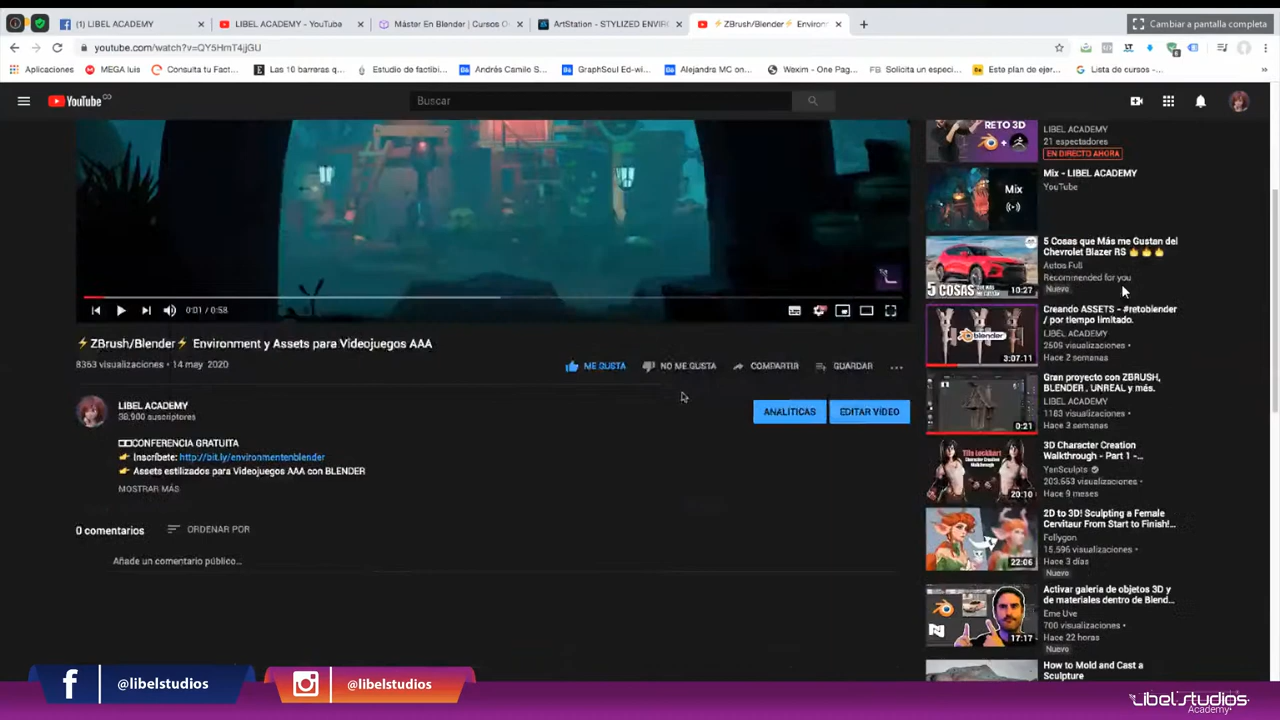 (1) LIBEL ACADEMY
LIBEL ACADEMY - YouTube
Máster En Blender | Cursos O
ArtStation - STYLIZED ENVIR
⚡ZBrush/Blender⚡ Environ
Cambiar a pantalla completa
youtube.com/watch?v=QY5HmT4jjGU
Aplicaciones
MEGA luis
Consulta tu Fact...
Las 10 barreras q...
Estudio de factibi...
Andrés Camilo S...
GraphSoul Ed-wi...
Alejandra MC on...
Wexim - One Pag...
FB Solicita un especi...
Este plan de ejer...
Lista de cursos -...
YouTube CO
Buscar
RETO 3D
LIBEL ACADEMY
21 espectadores
EN DIRECTO AHORA
Mix
Mix - LIBEL ACADEMY
YouTube
5 COSAS
10:27
5 Cosas que Más me Gustan del
Chevrolet Blazer RS
Autos Full
Recommended for you
Nuevo
0:01 / 0:58
blender
3:07:11
Creando ASSETS - #retoblender
/ por tiempo limitado.
LIBEL ACADEMY
2509 visualizaciones •
Hace 2 semanas
⚡ZBrush/Blender⚡ Environment y Assets para Videojuegos AAA
8363 visualizaciones • 14 may 2020
ME GUSTA
NO ME GUSTA
COMPARTIR
GUARDAR
0:21
Gran proyecto con ZBRUSH,
BLENDER , UNREAL y más.
LIBEL ACADEMY
1183 visualizaciones •
Hace 3 semanas
LIBEL ACADEMY
38,900 suscriptores
ANALÍTICAS
EDITAR VÍDEO
CONFERENCIA GRATUITA
👉 Inscríbete: http://bit.ly/environmentenblender
👉 Assets estilizados para Videojuegos AAA con BLENDER
MOSTRAR MÁS
Tifa Lockhart
20:10
3D Character Creation
Walkthrough - Part 1 -...
YanSculpts
203.653 visualizaciones •
Hace 9 meses
0 comentarios
ORDENAR POR
Añade un comentario público...
22:06
2D to 3D! Sculpting a Female
Cervitaur From Start to Finish!...
Follygon
15.596 visualizaciones •
Hace 3 días
Nuevo
17:17
Activar galeria de objetos 3D y
de materiales dentro de Blend...
Eme Uve
700 visualizaciones •
Hace 22 horas
Nuevo
How to Mold and Cast a
Sculpture
@libelstudios
@libelstudios
Libel studios
Academy